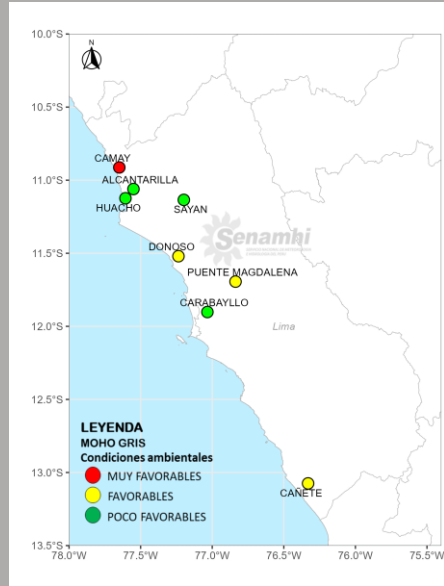 N
10.0°S
10.5°S
11.0°S
11.5°S
12.0°S
12.5°S
13.0°S
13.5°S
CAMAY
ALCANTARILLA
HUACHO
SAYAN
Senamhi
DONOSO
PUENTE MAGDALENA
CARABAYLLO
Lima
CAÑETE
LEYENDA
MOHO GRIS
Condiciones ambientales
MUY FAVORABLES
FAVORABLES
POCO FAVORABLES
78.0°W 77.5°W 77.0°W 76.5°W 76.0°W 75.5°W